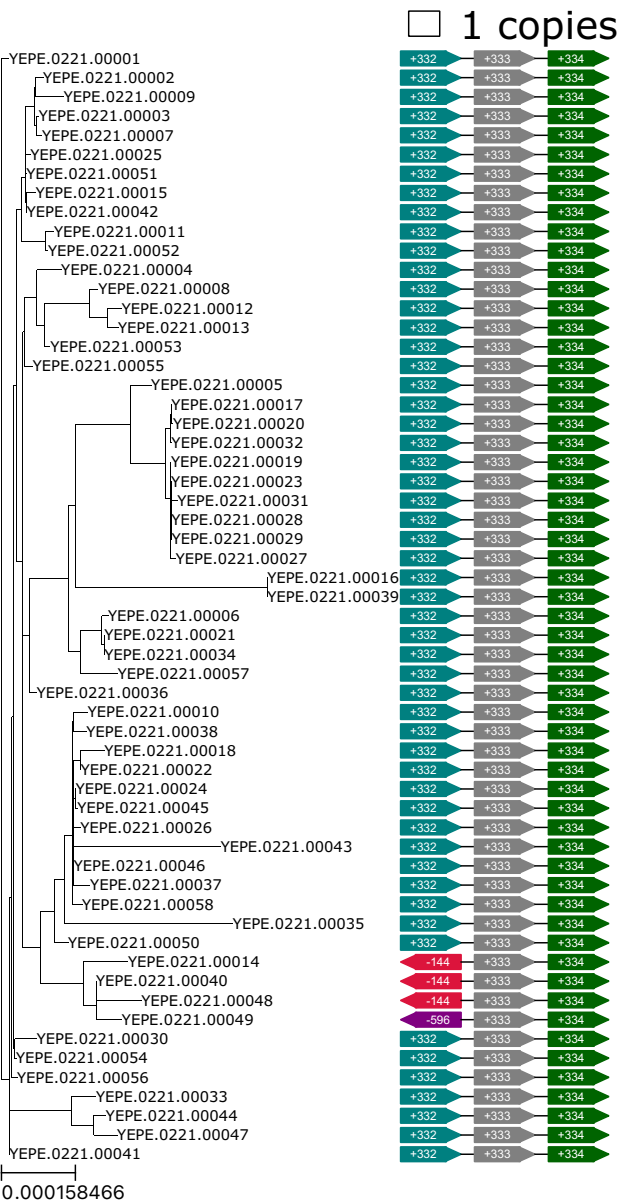 1 copies
YEPE.0221.00001 +332 +333 +334
YEPE.0221.00002 +332 +333 +334
YEPE.0221.00009 +332 +333 +334
YEPE.0221.00003 +332 +333 +334
YEPE.0221.00007 +332 +333 +334
YEPE.0221.00025 +332 +333 +334
YEPE.0221.00051 +332 +333 +334
YEPE.0221.00015 +332 +333 +334
YEPE.0221.00042 +332 +333 +334
YEPE.0221.00011 +332 +333 +334
YEPE.0221.00052 +332 +333 +334
YEPE.0221.00004 +332 +333 +334
YEPE.0221.00008 +332 +333 +334
YEPE.0221.00012 +332 +333 +334
YEPE.0221.00013 +332 +333 +334
YEPE.0221.00053 +332 +333 +334
YEPE.0221.00055 +332 +333 +334
YEPE.0221.00005 +332 +333 +334
YEPE.0221.00017 +332 +333 +334
YEPE.0221.00020 +332 +333 +334
YEPE.0221.00032 +332 +333 +334
YEPE.0221.00019 +332 +333 +334
YEPE.0221.00023 +332 +333 +334
YEPE.0221.00031 +332 +333 +334
YEPE.0221.00028 +332 +333 +334
YEPE.0221.00029 +332 +333 +334
YEPE.0221.00027 +332 +333 +334
YEPE.0221.00016 +332 +333 +334
YEPE.0221.00039 +332 +333 +334
YEPE.0221.00006 +332 +333 +334
YEPE.0221.00021 +332 +333 +334
YEPE.0221.00034 +332 +333 +334
YEPE.0221.00057 +332 +333 +334
YEPE.0221.00036 +332 +333 +334
YEPE.0221.00010 +332 +333 +334
YEPE.0221.00038 +332 +333 +334
YEPE.0221.00018 +332 +333 +334
YEPE.0221.00022 +332 +333 +334
YEPE.0221.00024 +332 +333 +334
YEPE.0221.00045 +332 +333 +334
YEPE.0221.00026 +332 +333 +334
YEPE.0221.00043 +332 +333 +334
YEPE.0221.00046 +332 +333 +334
YEPE.0221.00037 +332 +333 +334
YEPE.0221.00058 +332 +333 +334
YEPE.0221.00035 +332 +333 +334
YEPE.0221.00050 +332 +333 +334
YEPE.0221.00014 -144 +333 +334
YEPE.0221.00040 -144 +333 +334
YEPE.0221.00048 -144 +333 +334
YEPE.0221.00049 -596 +333 +334
YEPE.0221.00030 +332 +333 +334
YEPE.0221.00054 +332 +333 +334
YEPE.0221.00056 +332 +333 +334
YEPE.0221.00033 +332 +333 +334
YEPE.0221.00044 +332 +333 +334
YEPE.0221.00047 +332 +333 +334
YEPE.0221.00041 +332 +333 +334
0.000158466